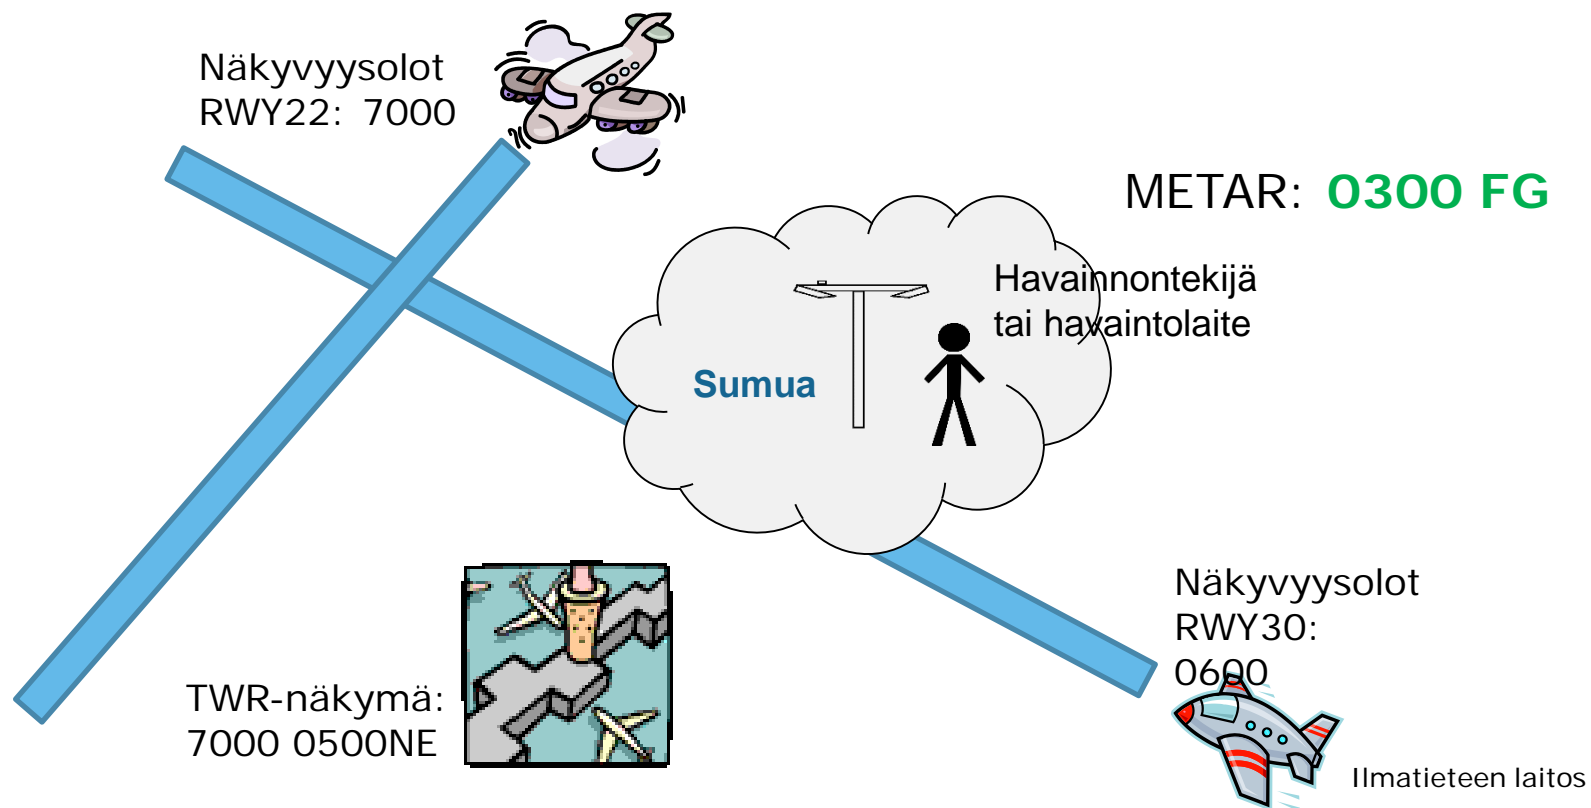 Näkyvyysolot
RWY22: 7000
METAR: 0300 FG
Havainnontekijä
tai havaintolaite
Sumua
Näkyvyysolot
RWY30:
0600
TWR-näkymä:
7000 0500NE
Ilmatieteen laitos